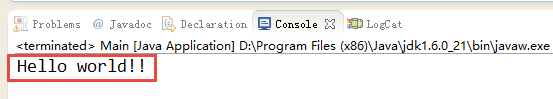 Problems @ Javadoc Declaration Console LogCat
<terminated> Main [Java Application] D:\Program Files (x86)\Java\jdk1.6.0_21\bin\javaw.exe
Hello world!!